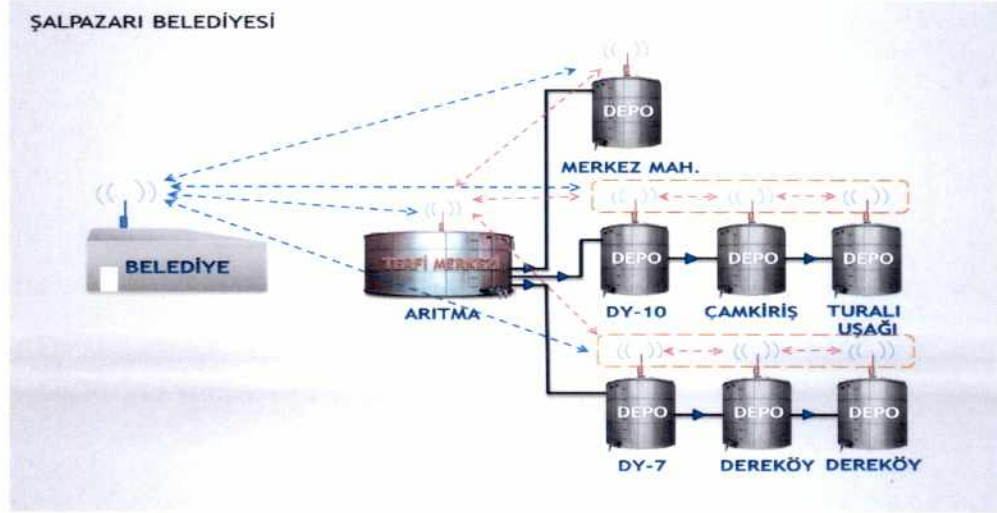 ŞALPAZARI BELEDİYESİ
DEPO
MERKEZ MAH.
BELEDİYE
TERFİ MERKEZİ
ARITMA
DEPO
DEPO
DEPO
DY-10
ÇAMKİRİŞ
TURALI
UŞAĞI
DEPO
DEPO
DEPO
DY-7
DEREKÖY
DEREKÖY